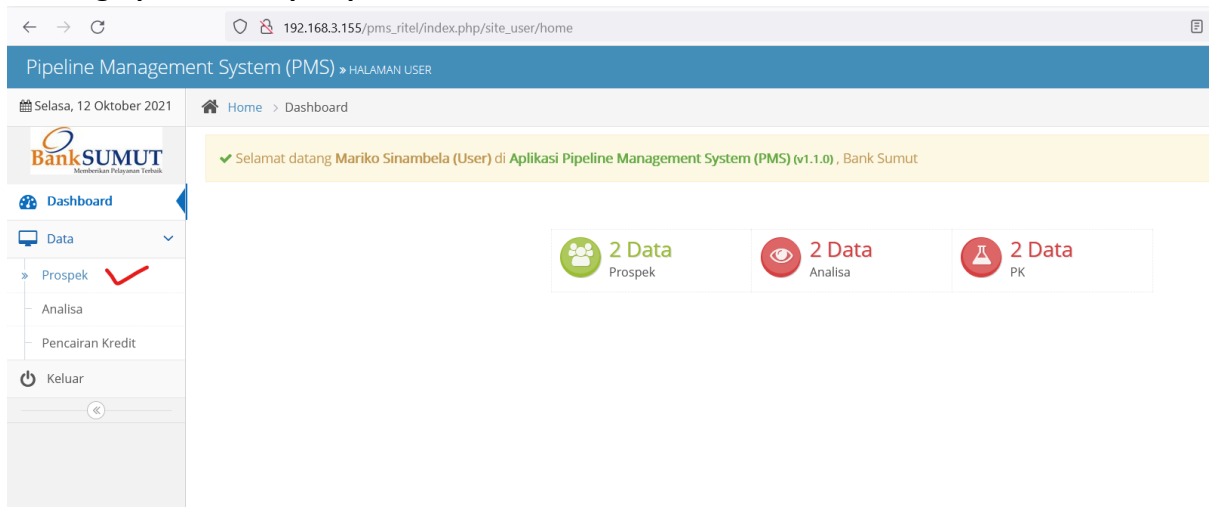 192.168.3.155/pms_ritel/index.php/site_user/home
Pipeline Management System (PMS) » HALAMAN USER
Selasa, 12 Oktober 2021
Home > Dashboard
BankSUMUT
Memberikan Pelayanan Terbaik
Selamat datang Mariko Sinambela (User) di Aplikasi Pipeline Management System (PMS) (v1.1.0) , Bank Sumut
Dashboard
Data
Prospek
Analisa
Pencairan Kredit
Keluar
2 Data
Prospek
2 Data
Analisa
2 Data
PK